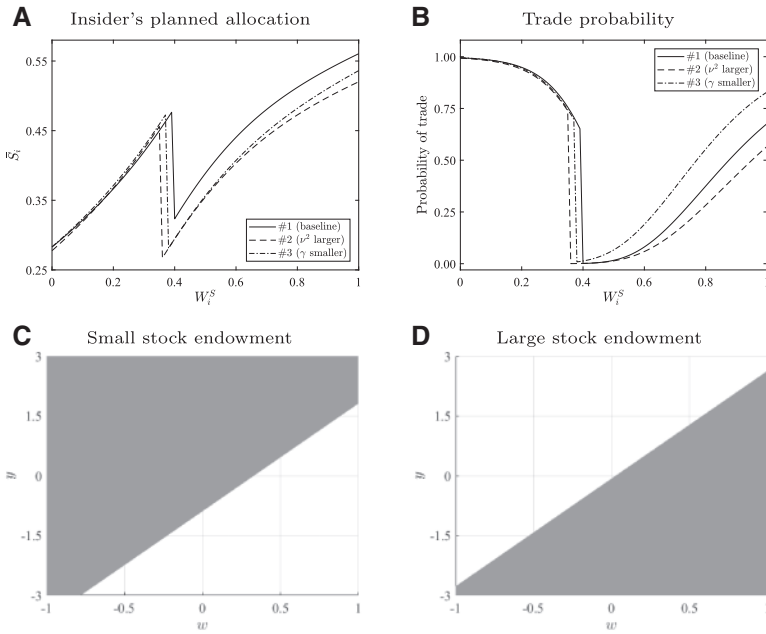 A Insider's planned allocation
0.55
0.45
0.35
0.25
S̄ᵢ
#1 (baseline)
#2 (ν² larger)
#3 (γ smaller)
0 0.2 0.4 0.6 0.8 1
Wᵢˢ
B Trade probability
1.00
0.75
0.50
0.25
0.00
Probability of trade
#1 (baseline)
#2 (ν² larger)
#3 (γ smaller)
0 0.2 0.4 0.6 0.8
Wᵢˢ
C Small stock endowment
3
1.5
0
-1.5
-3
y
-1 -0.5 0 0.5 1
w
D Large stock endowment
3
1.5
0
-1.5
-3
y
-1 -0.5 0 0.5 1
w